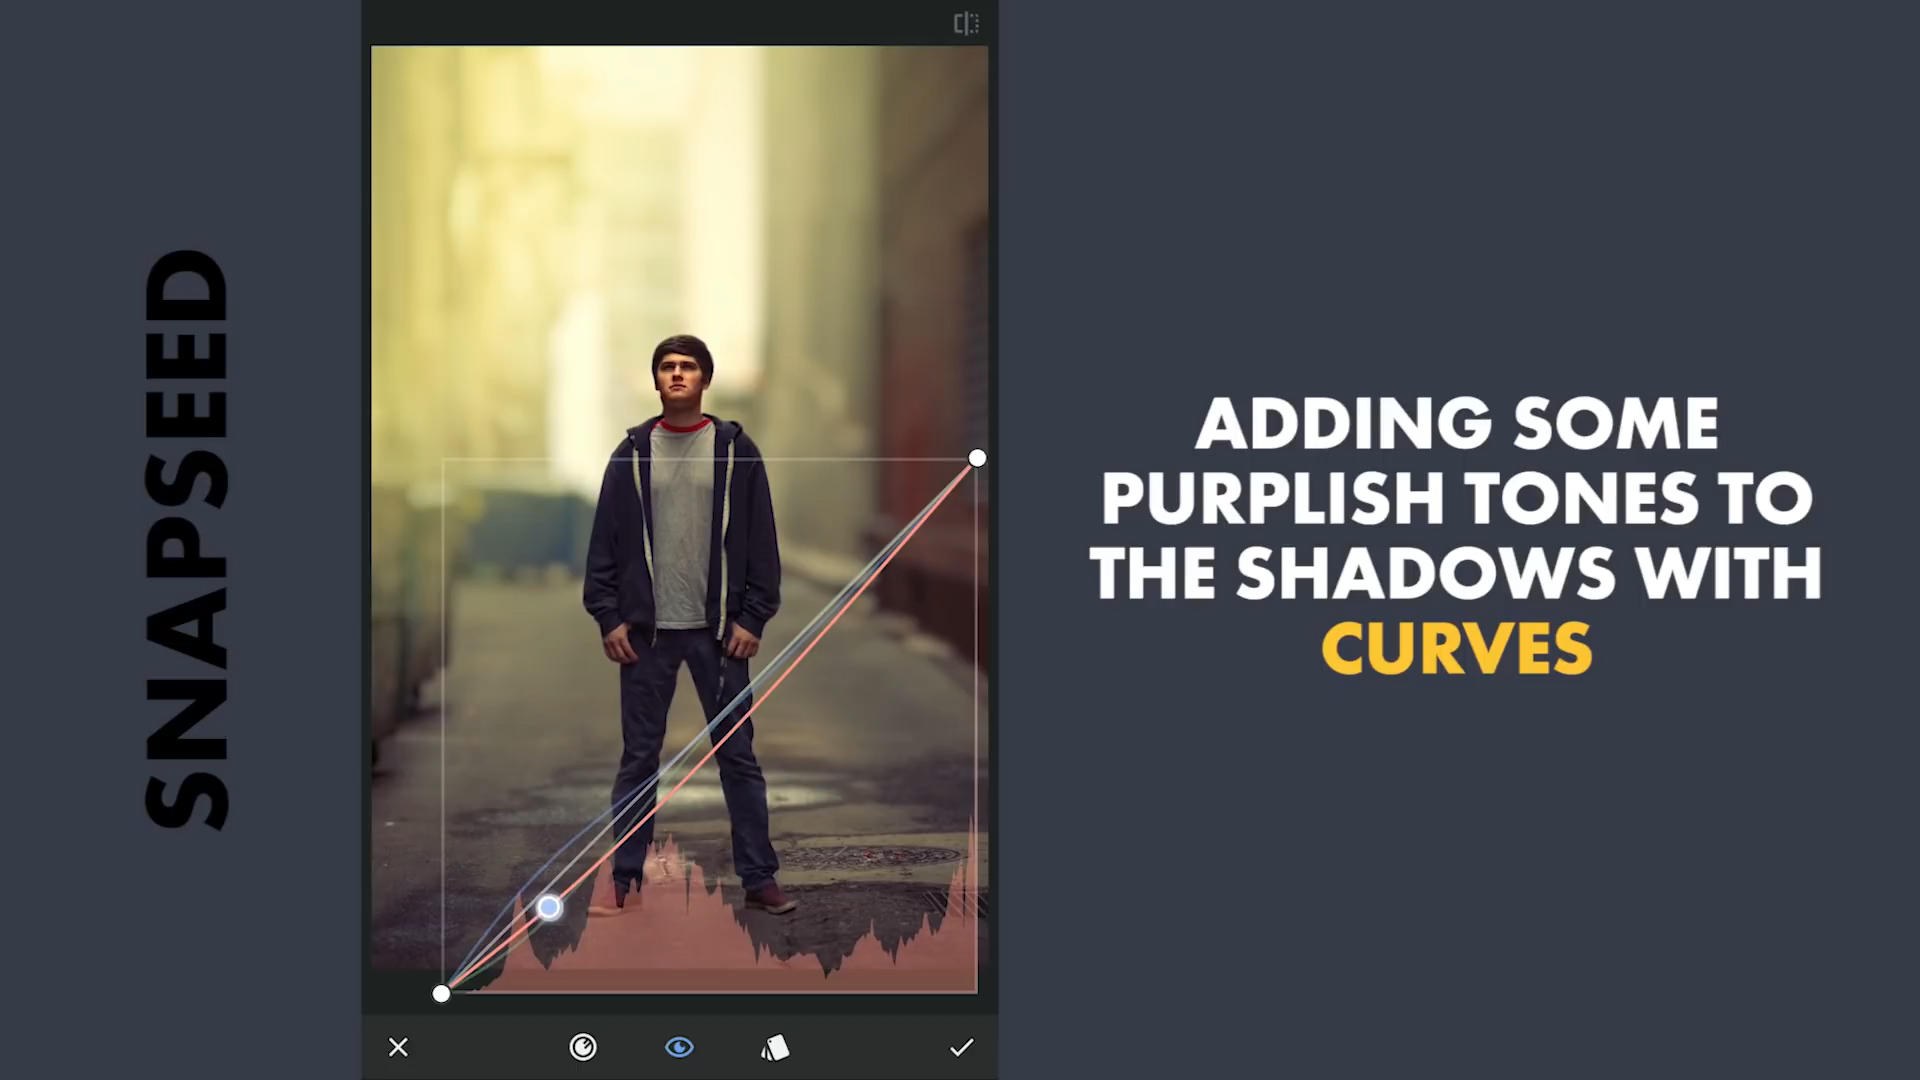 SNAPSEED
ADDING SOME
PURPLISH TONES TO
THE SHADOWS WITH
CURVES